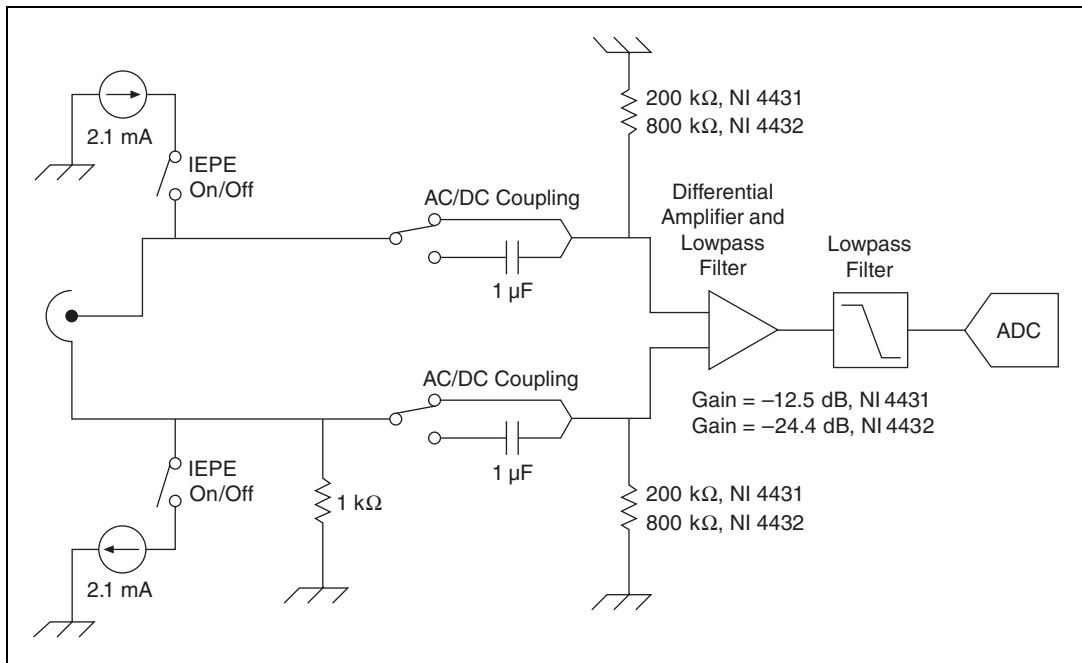 200 kΩ, NI 4431
800 kΩ, NI 4432
2.1 mA
IEPE
On/Off
AC/DC Coupling
1 µF
Differential
Amplifier and
Lowpass
Filter
Lowpass
Filter
ADC
AC/DC Coupling
1 µF
Gain = –12.5 dB, NI 4431
Gain = –24.4 dB, NI 4432
IEPE
On/Off
1 kΩ
200 kΩ, NI 4431
800 kΩ, NI 4432
2.1 mA